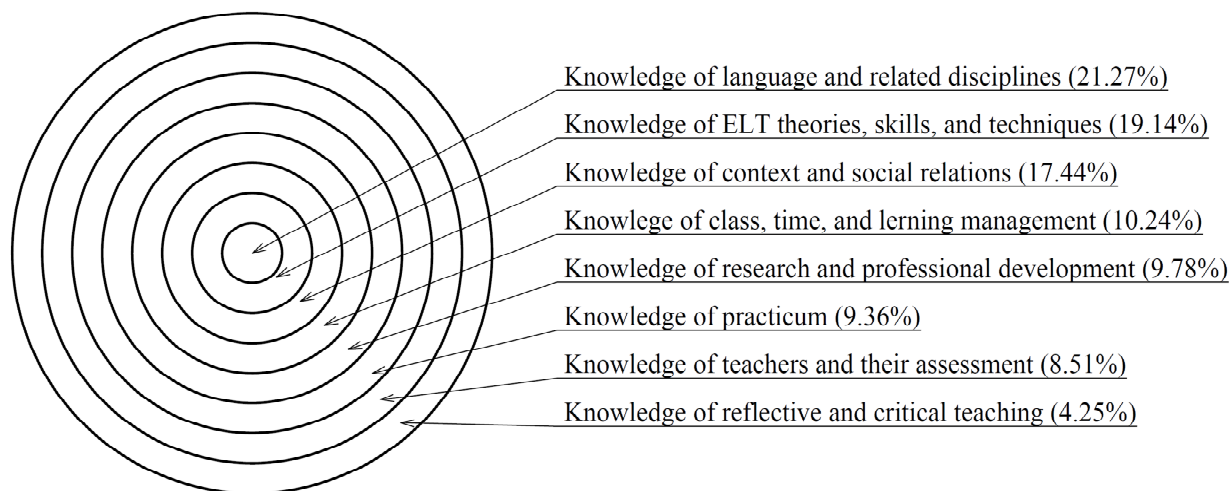 Knowledge of language and related disciplines (21.27%)
Knowledge of ELT theories, skills, and techniques (19.14%)
Knowledge of context and social relations (17.44%)
Knowlege of class, time, and lerning management (10.24%)
Knowledge of research and professional development (9.78%)
Knowledge of practicum (9.36%)
Knowledge of teachers and their assessment (8.51%)
Knowledge of reflective and critical teaching (4.25%)